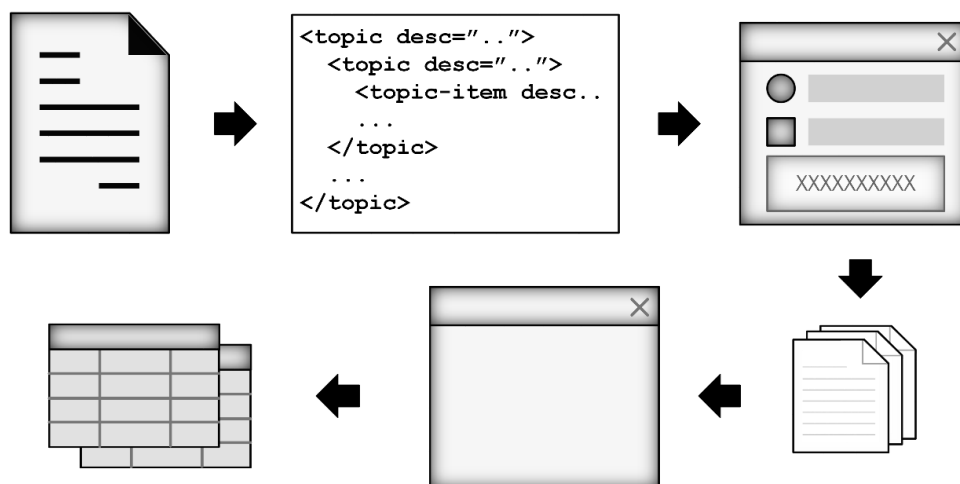 <topic desc=”..”>
<topic desc=”..”>
<topic-item desc..
...
</topic>
...
</topic>
XXXXXXXXXX